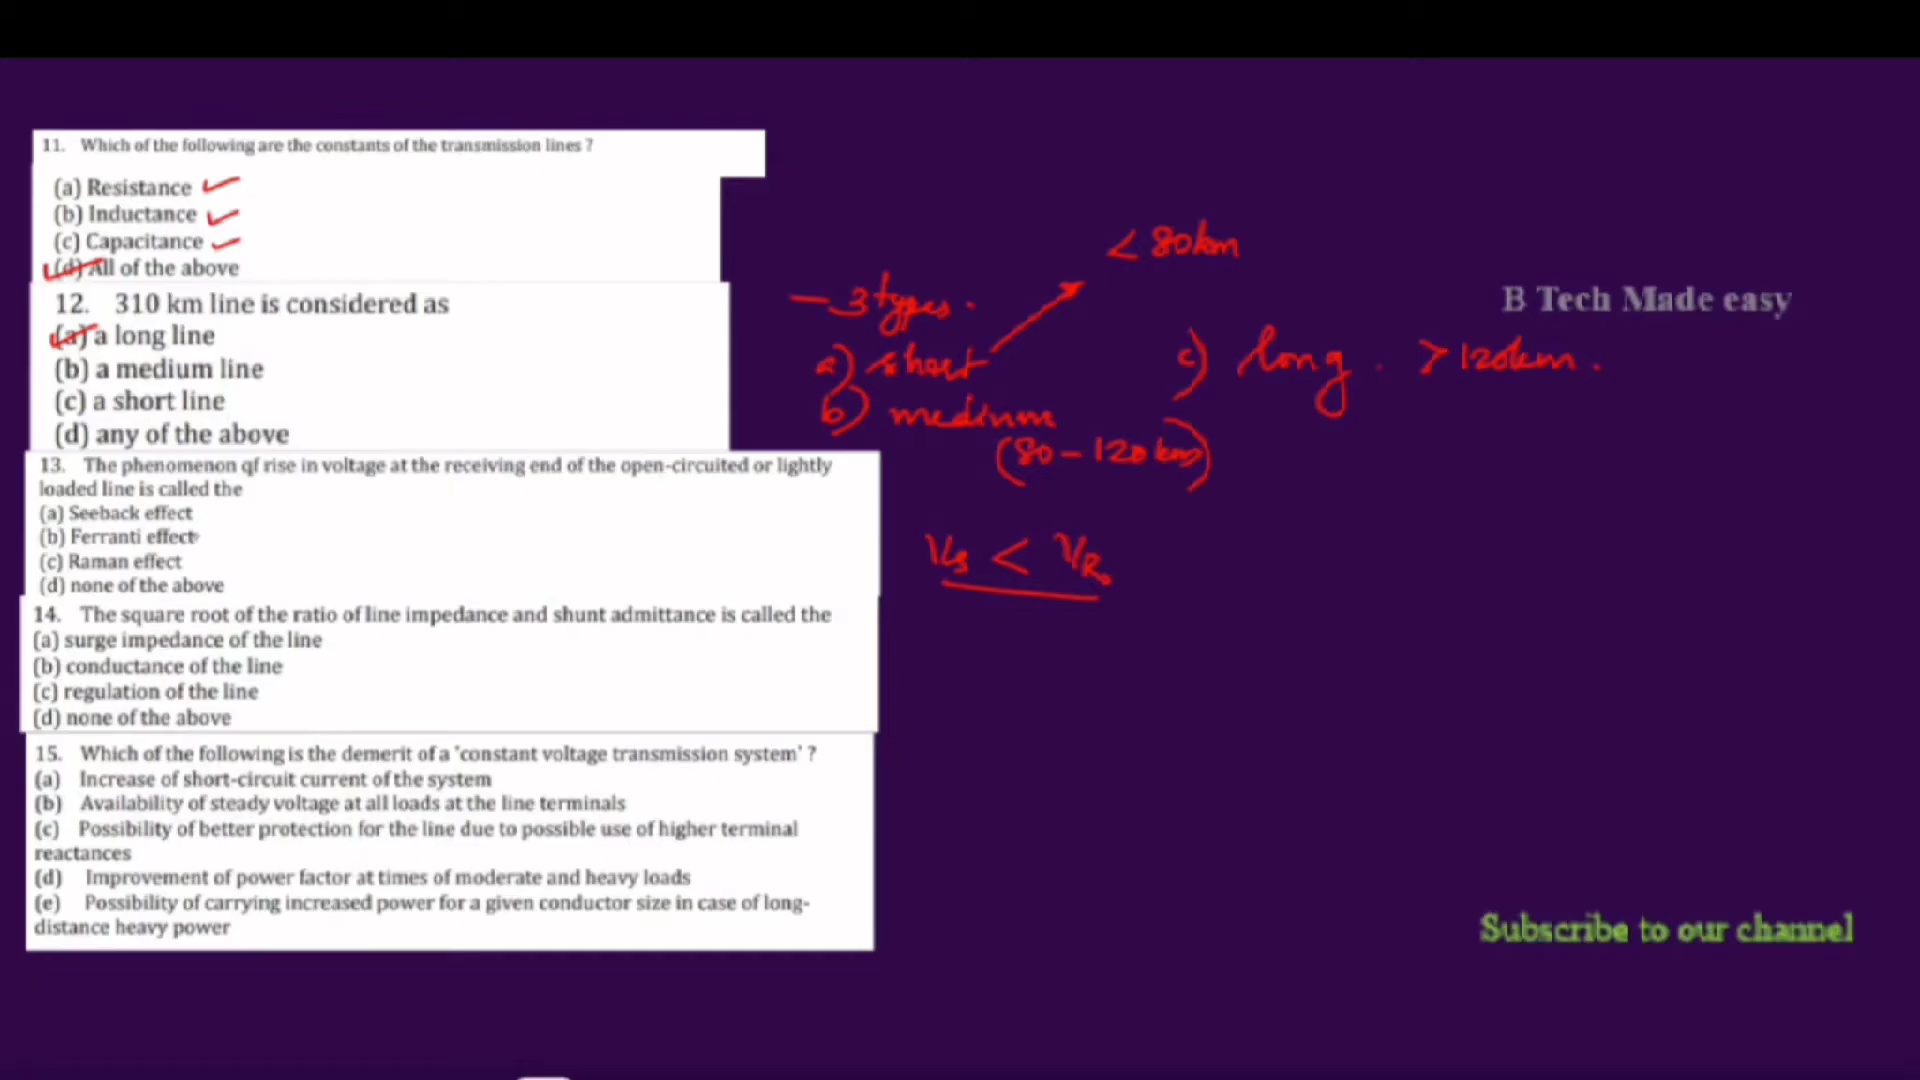 11. Which of the following are the constants of the transmission lines ?
(a) Resistance
(b) Inductance
(c) Capacitance
(d) All of the above
12. 310 km line is considered as
(a) a long line
(b) a medium line
(c) a short line
(d) any of the above
13. The phenomenon qf rise in voltage at the receiving end of the open-circuited or lightly
loaded line is called the
(a) Seeback effect
(b) Ferranti effect
(c) Raman effect
(d) none of the above
14. The square root of the ratio of line impedance and shunt admittance is called the
(a) surge impedance of the line
(b) conductance of the line
(c) regulation of the line
(d) none of the above
15. Which of the following is the demerit of a 'constant voltage transmission system' ?
(a) Increase of short-circuit current of the system
(b) Availability of steady voltage at all loads at the line terminals
(c) Possibility of better protection for the line due to possible use of higher terminal
reactances
(d) Improvement of power factor at times of moderate and heavy loads
(e) Possibility of carrying increased power for a given conductor size in case of long-
distance heavy power
< 80km
- 3 types.
a) short
b) medium
(80 - 120 km)
c) long. > 120km.
Vs < VR.
B Tech Made easy
Subscribe to our channel